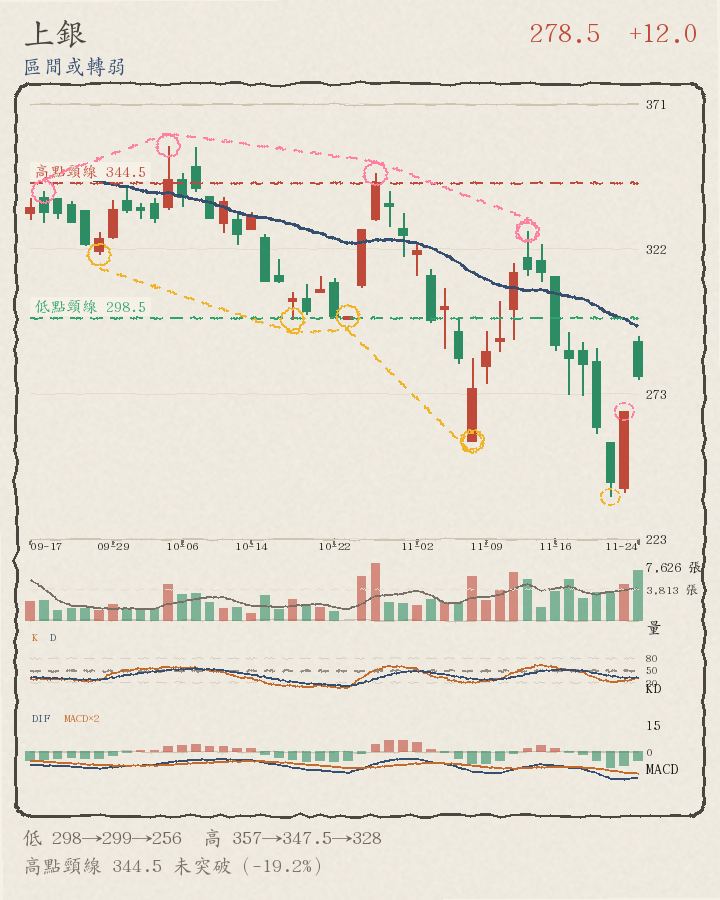 上銀
278.5 +12.0
區間或轉弱
371
高點頸線 344.5
322
低點頸線 298.5
273
223
09-17 09-29 10-06 10-14 10-22 11-02 11-09 11-16 11-24
7,626 張
3,813 張
量
K D
80
50
20
KD
DIF MACD×2
15
0
MACD
低 298→299→256 高 357→347.5→328
高點頸線 344.5 未突破 (-19.2%)